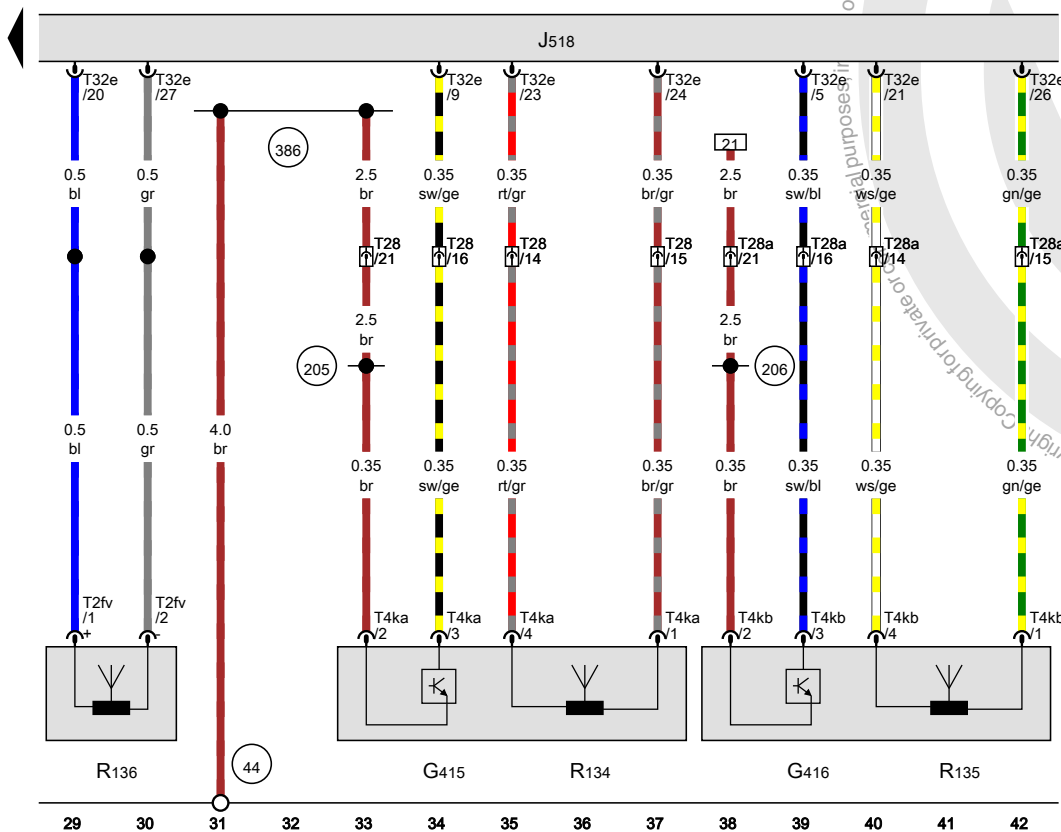 J518
T32e /20
T32e /27
T32e /9
T32e /23
T32e /24
T32e /5
T32e /21
T32e /26
386
21
0.5 bl
0.5 gr
2.5 br
0.35 sw/ge
0.35 rt/gr
0.35 br/gr
2.5 br
0.35 sw/bl
0.35 ws/ge
0.35 gn/ge
T28 /21
T28 /16
T28 /14
T28 /15
T28a /21
T28a /16
T28a /14
T28a /15
2.5 br
2.5 br
205
206
0.5 bl
0.5 gr
4.0 br
0.35 br
0.35 sw/ge
0.35 rt/gr
0.35 br/gr
0.35 br
0.35 sw/bl
0.35 ws/ge
0.35 gn/ge
T2fv /1 +
T2fv /2 -
T4ka /2
T4ka /3
T4ka /4
T4ka /1
T4kb /2
T4kb /3
T4kb /4
T4kb /1
R136
44
G415
R134
G416
R135
29 30 31 32 33 34 35 36 37 38 39 40 41 42
mercial purposes, in
Copying for private or